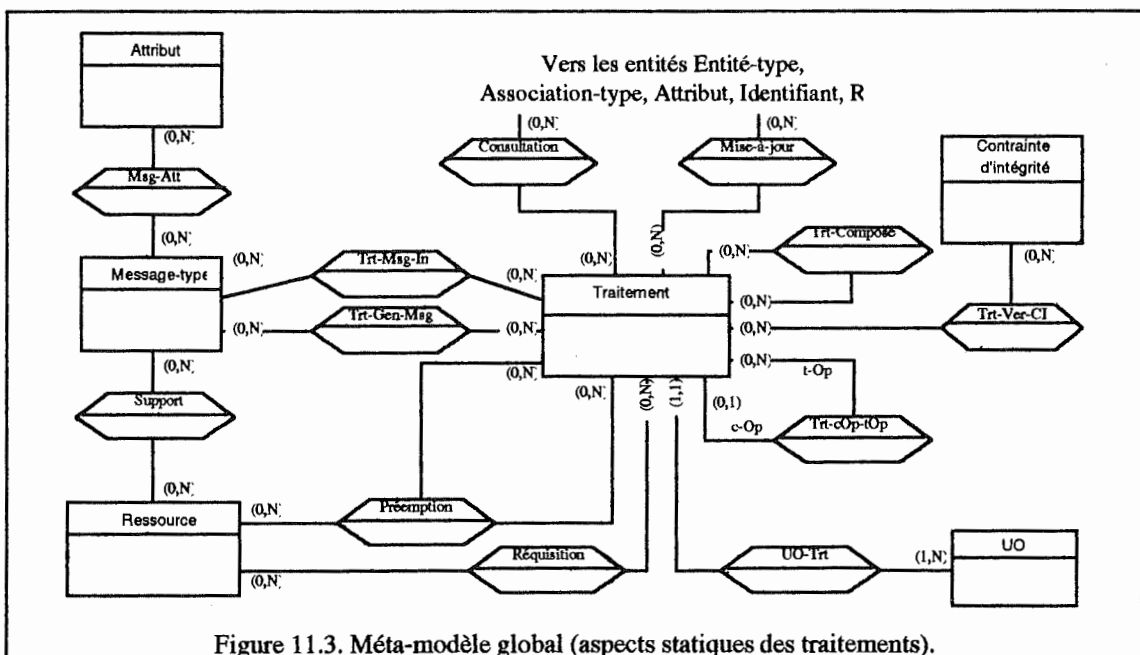 Attribut
Vers les entités Entité-type,
Association-type, Attribut, Identifiant, R
(0,N)
(0,N)
(0,N)
Consultation
Mise-à-jour
Contrainte
d'intégrité
Msg-Att
(0,N)
(0,N)
(0,N)
(0,N)
(0,N)
Trt-Compose
(0,N)
Message-type
Trt-Msg-In
(0,N)
(0,N)
Traitement
(0,N)
(0,N)
Trt-Gen-Msg
(0,N)
(0,N)
Trt-Ver-CI
(0,N)
(0,N)
(0,N)
(0,N)
(0,N)
(1,1)
t-Op
Support
(0,1)
c-Op
Trt-cOp-tOp
(0,N)
Ressource
(0,N)
Préemption
(0,N)
Réquisition
UO-Trt
(1,N)
UO
Figure 11.3. Méta-modèle global (aspects statiques des traitements).